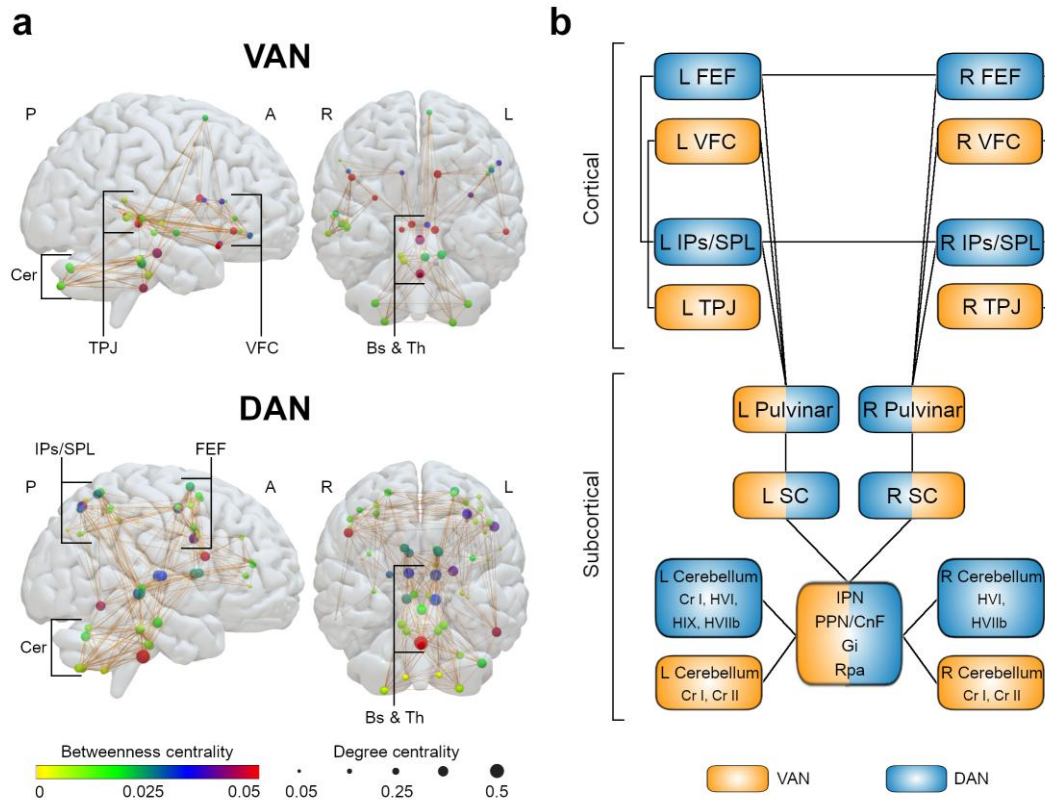 a
VAN
P
A
R
L
Cer
TPJ
VFC
Bs & Th
DAN
IPs/SPL
FEF
P
A
R
L
Cer
Bs & Th
Betweenness centrality
0
0.025
0.05
Degree centrality
0.05
0.25
0.5
b
Cortical
L FEF
R FEF
L VFC
R VFC
L IPs/SPL
R IPs/SPL
L TPJ
R TPJ
Subcortical
L Pulvinar
R Pulvinar
L SC
R SC
L Cerebellum
Cr I, HVI,
HIX, HVIIb
IPN
PPN/CnF
Gi
Rpa
R Cerebellum
HVI,
HVIIb
L Cerebellum
Cr I, Cr II
R Cerebellum
Cr I, Cr II
VAN
DAN